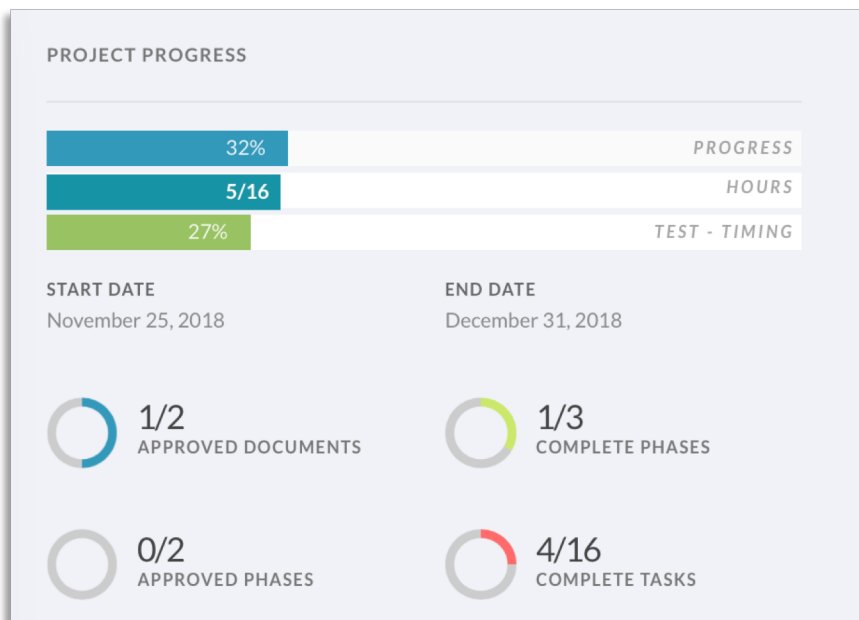 PROJECT PROGRESS
32% PROGRESS
5/16 HOURS
27% TEST - TIMING
START DATE
November 25, 2018
END DATE
December 31, 2018
1/2
APPROVED DOCUMENTS
1/3
COMPLETE PHASES
0/2
APPROVED PHASES
4/16
COMPLETE TASKS